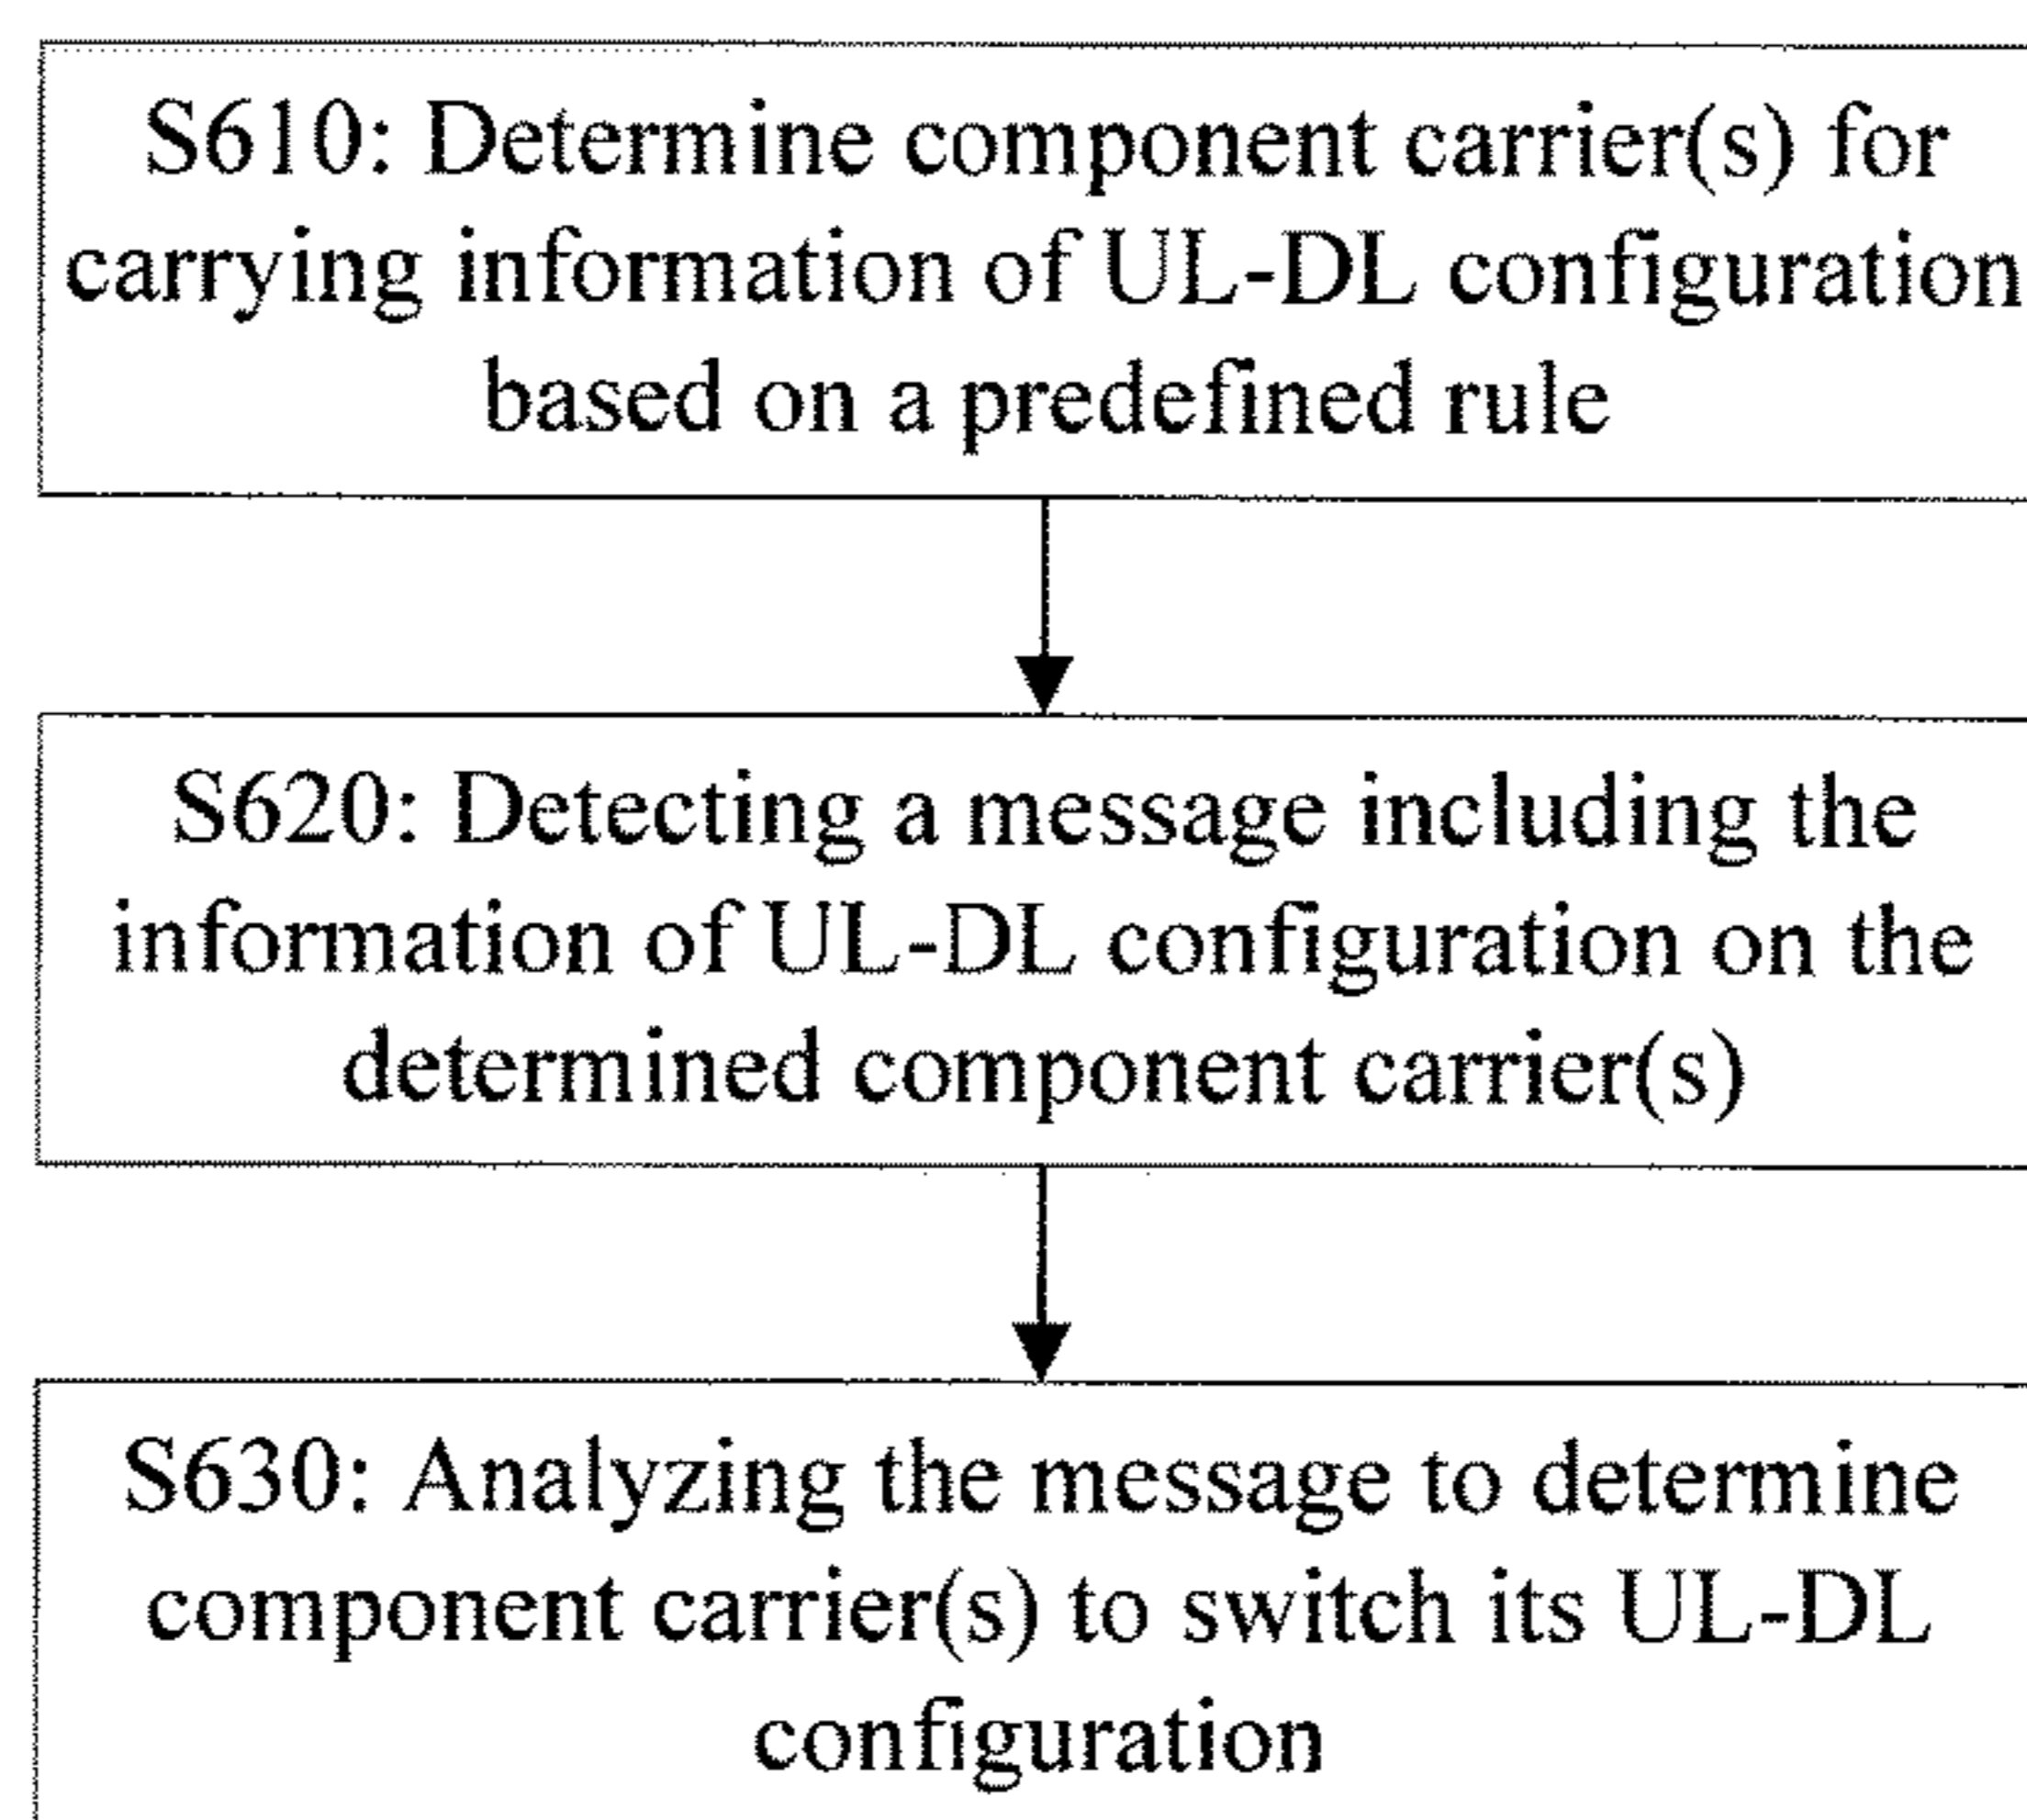 S610: Determine component carrier(s) for
carrying information of UL-DL configuration
based on a predefined rule
S620: Detecting a message including the
information of UL-DL configuration on the
determined component carrier(s)
S630: Analyzing the message to determine
component carrier(s) to switch its UL-DL
configuration